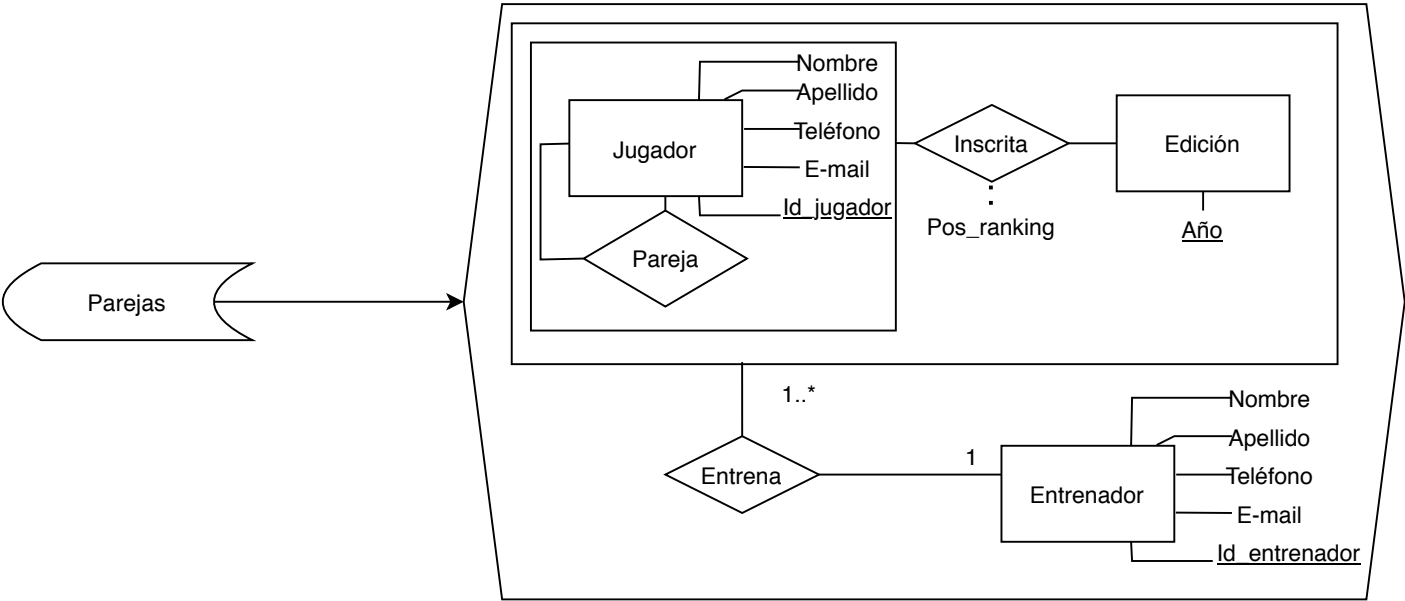 Nombre
Apellido
Teléfono
E-mail
Id_jugador
Jugador
Pareja
Inscrita
Pos_ranking
Edición
Año
Parejas
1..*
Entrena
1
Entrenador
Nombre
Apellido
Teléfono
E-mail
Id_entrenador